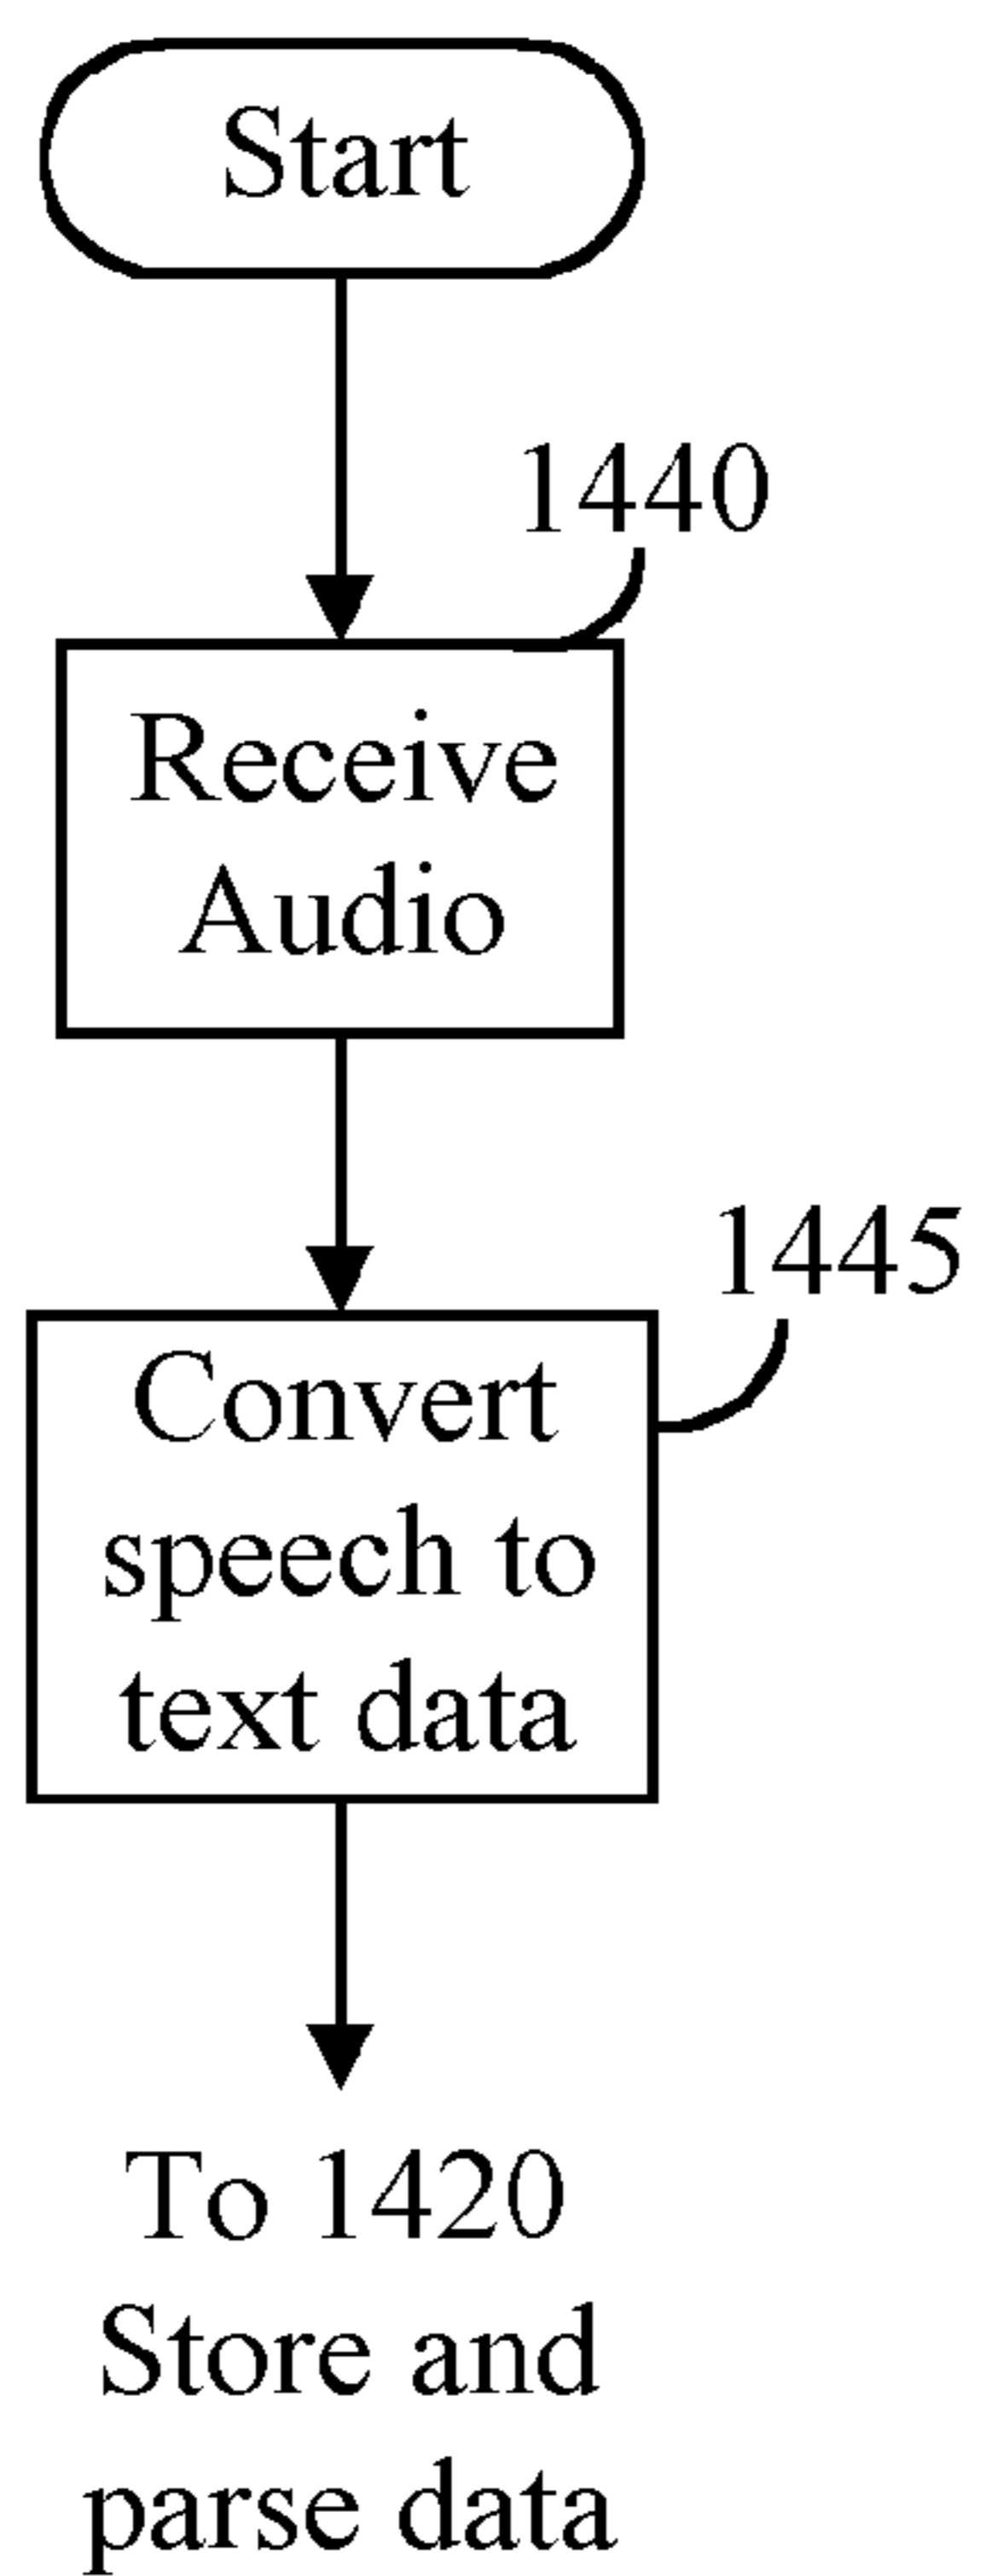 Start
1440
Receive
Audio
1445
Convert
speech to
text data
To 1420
Store and
parse data